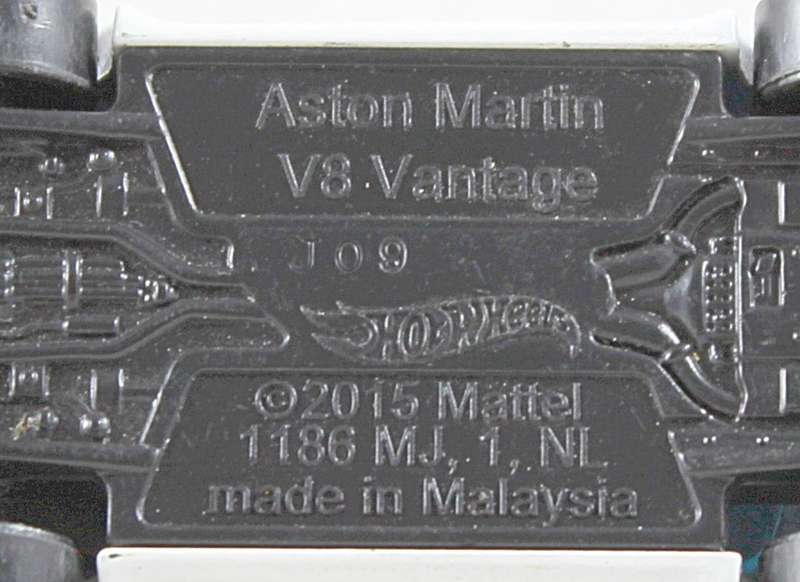 Aston Martin
V8 Vantage
J09
HOT WHEELS
©2015 Mattel
1186 MJ, 1, NL
made in Malaysia